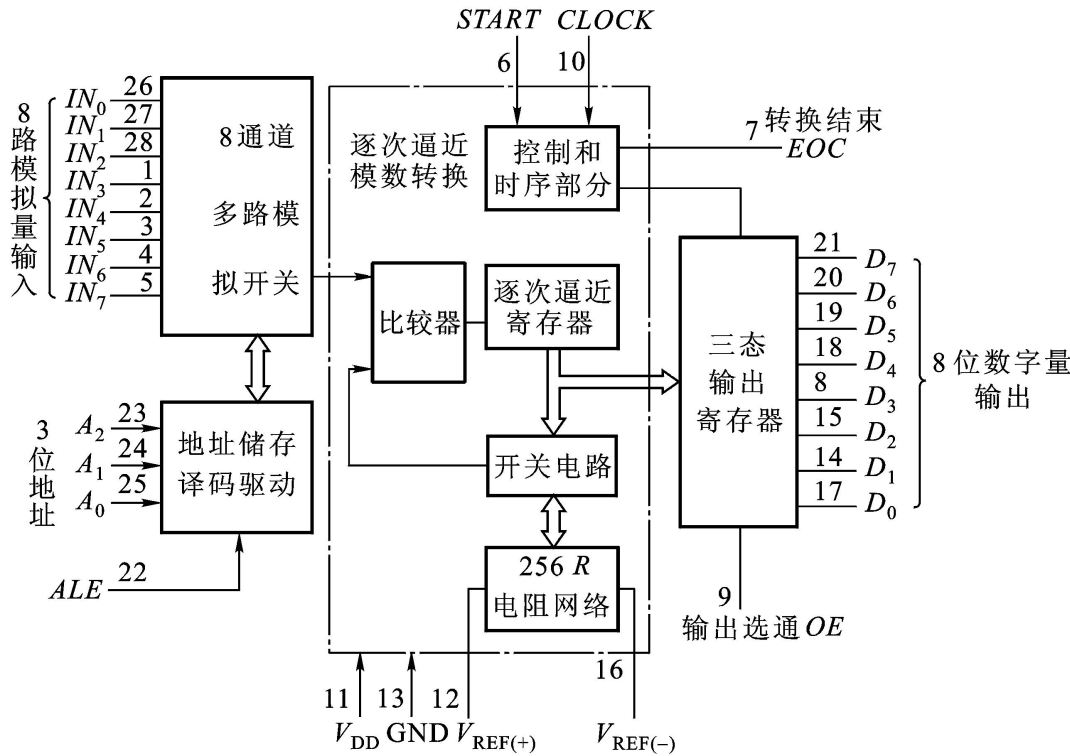 START CLOCK
6 10
8路模拟量输入
IN0 26
IN1 27
IN2 28
IN3 1
IN4 2
IN5 3
IN6 4
IN7 5
8通道
多路模
拟开关
逐次逼近
模数转换
控制和
时序部分
7 转换结束
EOC
比较器
逐次逼近
寄存器
三态
输出
寄存器
21 D7
20 D6
19 D5
18 D4
8 D3
15 D2
14 D1
17 D0
8位数字量
输出
3位地址
A2 23
A1 24
A0 25
地址储存
译码驱动
ALE 22
开关电路
256 R
电阻网络
9
输出选通OE
11 13 12 16
VDD GND VREF(+) VREF(−)